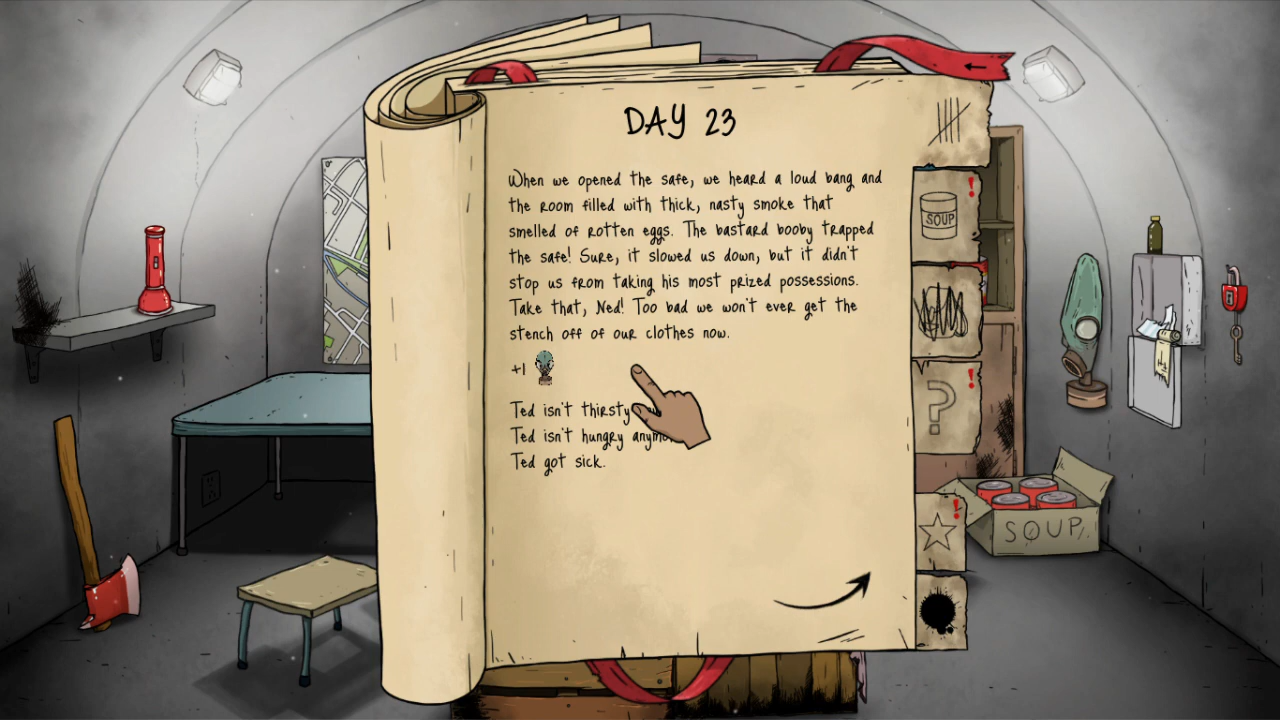 DAY 23
When we opened the safe, we heard a loud bang and
the room filled with thick, nasty smoke that
smelled of rotten eggs. The bastard booby trapped
the safe! Sure, it slowed us down, but it didn't
stop us from taking his most prized possessions.
Take that, Ned! Too bad we won't ever get the
stench off of our clothes now.
+1
Ted isn't thirsty
Ted isn't hungry
Ted got sick.
SOUP
SOUP